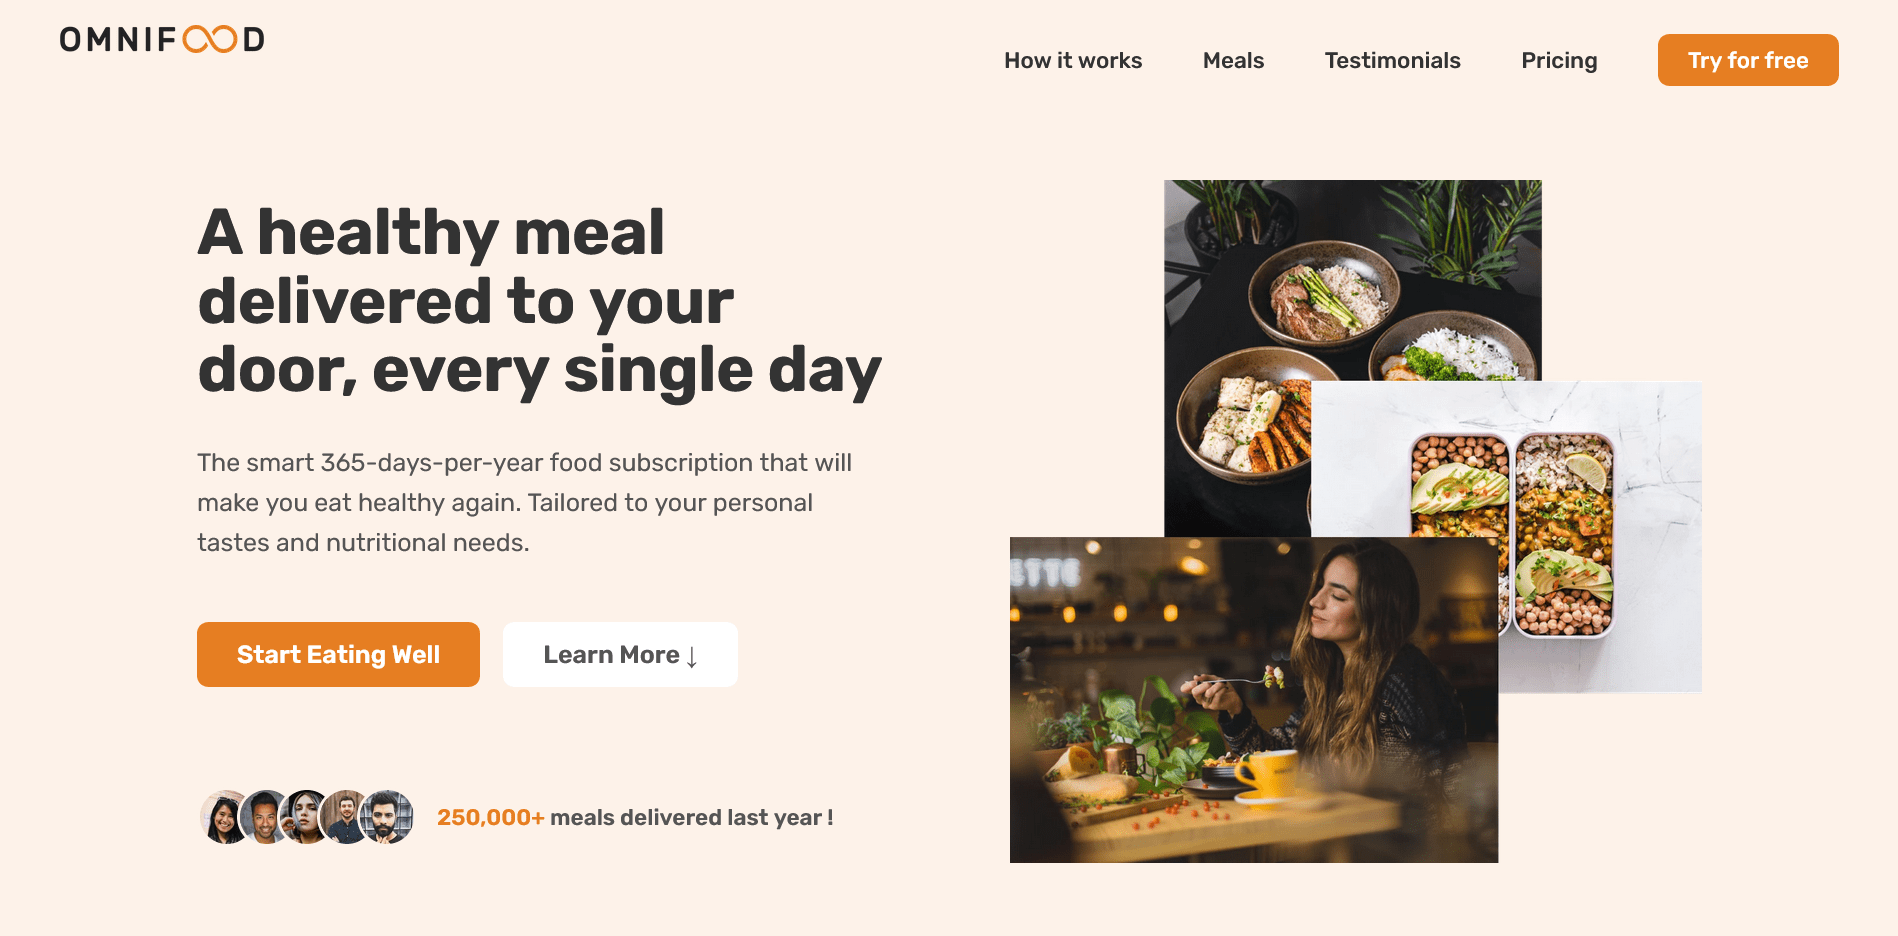 OMNIFOOD
How it works
Meals
Testimonials
Pricing
Try for free
A healthy meal
delivered to your
door, every single day
The smart 365-days-per-year food subscription that will
make you eat healthy again. Tailored to your personal
tastes and nutritional needs.
Start Eating Well
Learn More ↓
250,000+ meals delivered last year !
ETTE